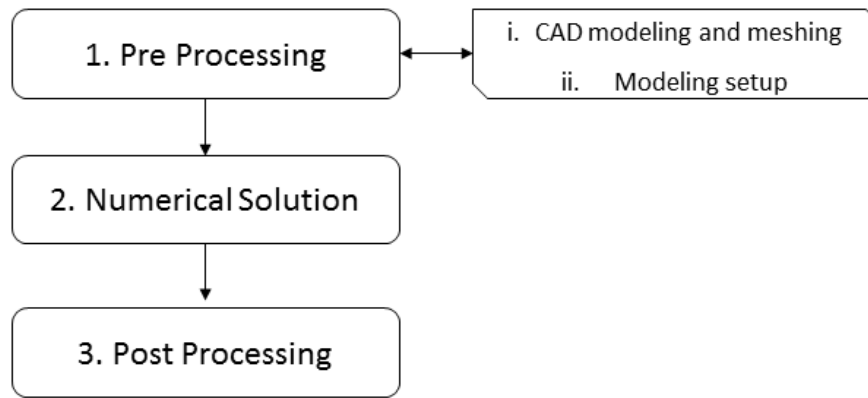 1. Pre Processing
i. CAD modeling and meshing
ii. Modeling setup
2. Numerical Solution
3. Post Processing